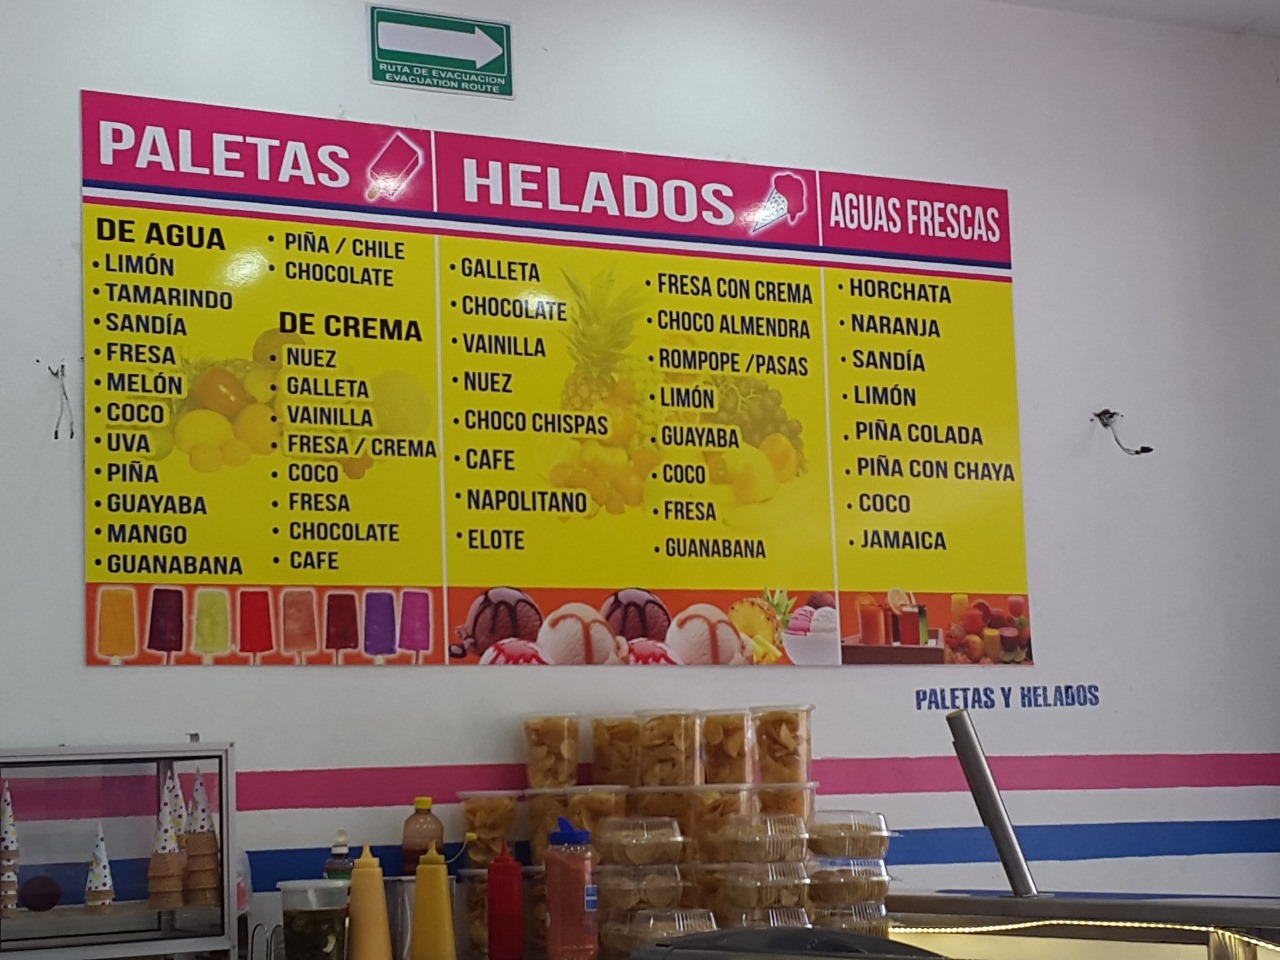 RUTA DE EVACUACION
EVACUATION ROUTE
PALETAS
DE AGUA
• LIMÓN
• TAMARINDO
• SANDÍA
• FRESA
• MELÓN
• COCO
• UVA
• PIÑA
• GUAYABA
• MANGO
• GUANABANA
• PIÑA / CHILE
• CHOCOLATE
DE CREMA
• NUEZ
• GALLETA
• VAINILLA
• FRESA / CREMA
• COCO
• FRESA
• CHOCOLATE
• CAFE
HELADOS
• GALLETA
• CHOCOLATE
• VAINILLA
• NUEZ
• CHOCO CHISPAS
• CAFE
• NAPOLITANO
• ELOTE
• FRESA CON CREMA
• CHOCO ALMENDRA
• ROMPOPE /PASAS
• LIMÓN
• GUAYABA
• COCO
• FRESA
• GUANABANA
AGUAS FRESCAS
• HORCHATA
• NARANJA
• SANDÍA
• LIMÓN
• PIÑA COLADA
• PIÑA CON CHAYA
• COCO
• JAMAICA
PALETAS Y HELADOS